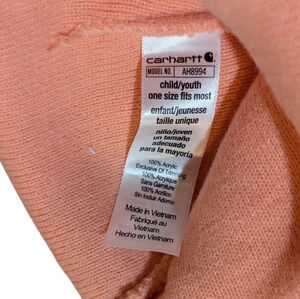 carhartt
MODEL NO. AH8994
child/youth
one size fits most
enfant/jeunesse
taille unique
niño/joven
un tamaño
adecuado
para la mayoría
100% Acrylic
Exclusive Of Trimming
100% Acrylique
Sans Garniture
100% Acrílico
Sin Incluir Adorno
Made in Vietnam
Fabriqué au
Vietnam
Hecho en Vietnam